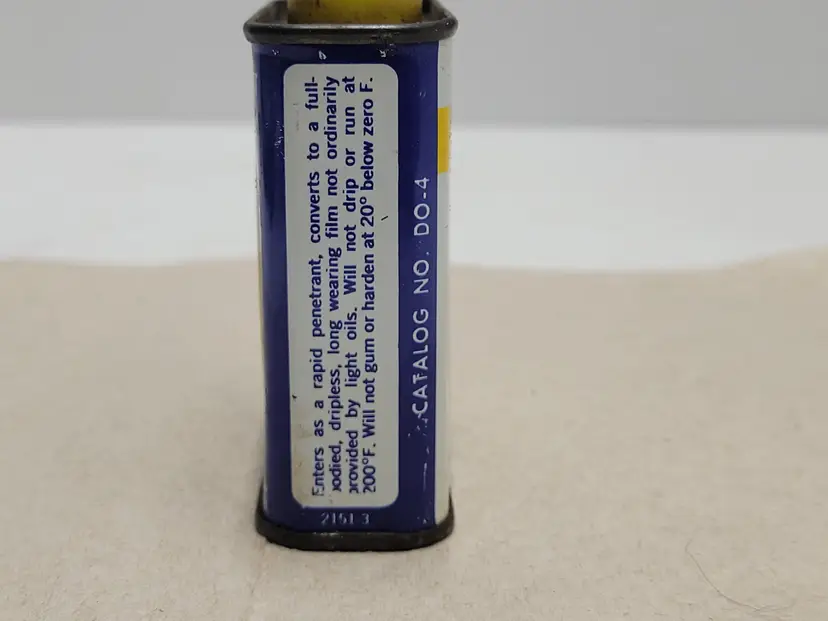 Enters as a rapid penetrant, converts to a full-
bodied, dripless, long wearing film not ordinarily
provided by light oils. Will not drip or run at
200°F. Will not gum or harden at 20° below zero F.
CATALOG NO. DO-4
2151 3